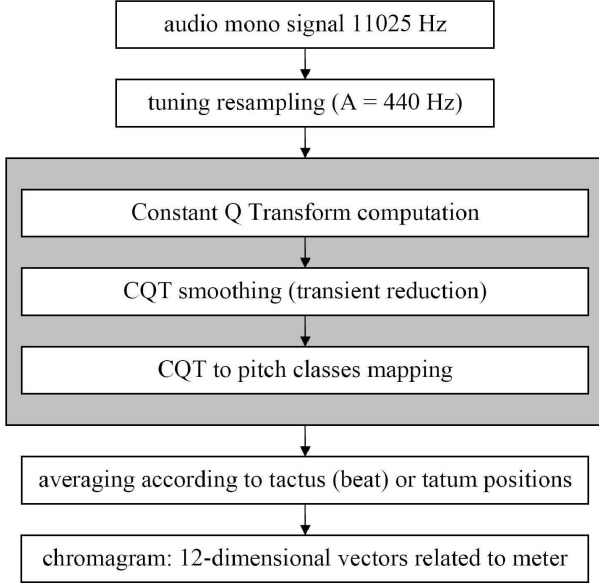 audio mono signal 11025 Hz
tuning resampling (A = 440 Hz)
Constant Q Transform computation
CQT smoothing (transient reduction)
CQT to pitch classes mapping
averaging according to tactus (beat) or tatum positions
chromagram: 12-dimensional vectors related to meter